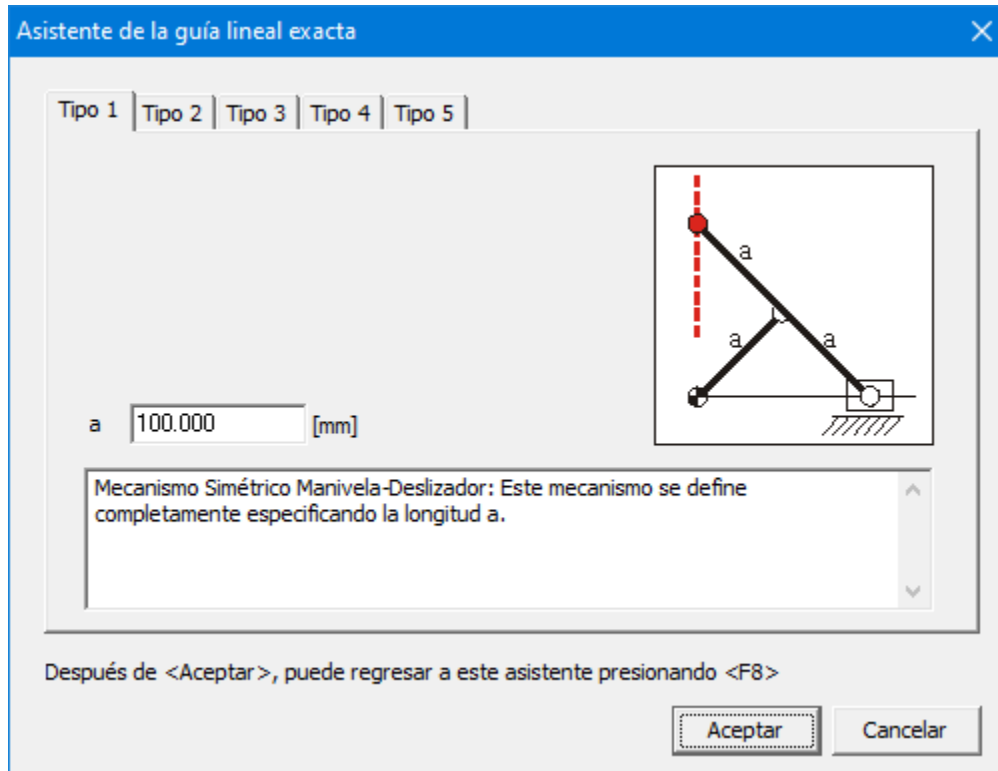 Asistente de la guía lineal exacta
Tipo 1 Tipo 2 Tipo 3 Tipo 4 Tipo 5
a
a a
a 100.000 [mm]
Mecanismo Simétrico Manivela-Deslizador: Este mecanismo se define
completamente especificando la longitud a.
Después de <Aceptar>, puede regresar a este asistente presionando <F8>
Aceptar Cancelar